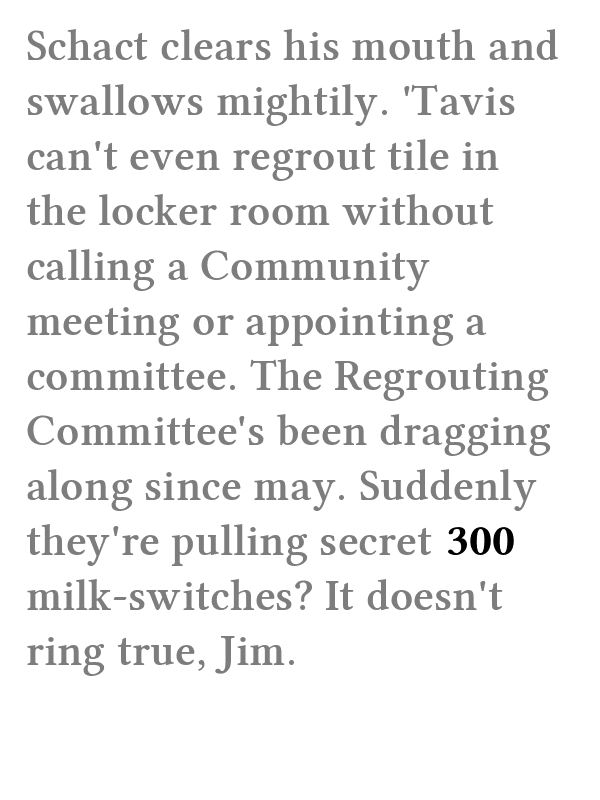 Schact clears his mouth and
swallows mightily. 'Tavis
can't even regrout tile in
the locker room without
calling a Community
meeting or appointing a
committee. The Regrouting
Committee's been dragging
along since may. Suddenly
they're pulling secret 300
milk-switches? It doesn't
ring true, Jim.